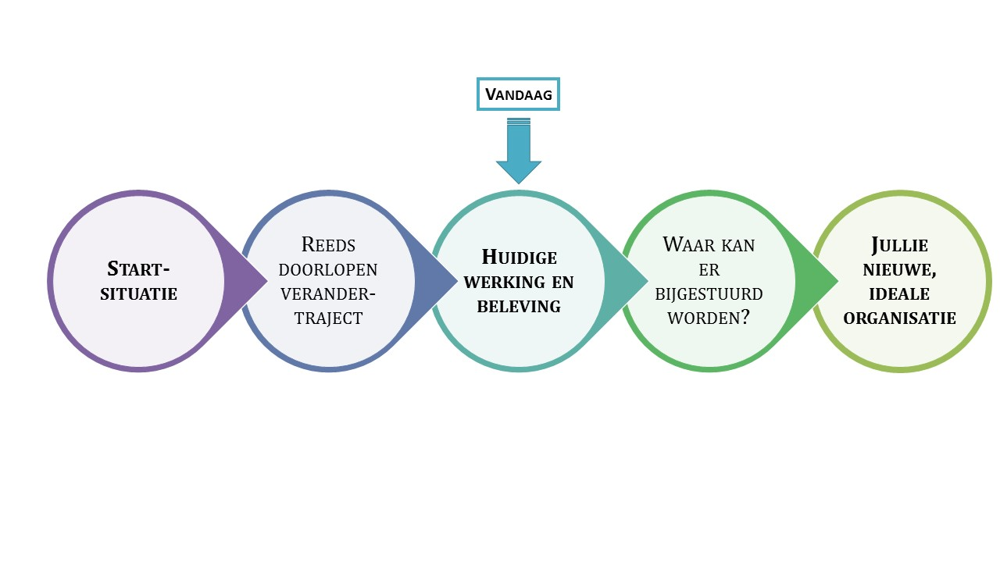 Vandaag
Start-
situatie
Reeds
doorlopen
verander-
traject
Huidige
werking en
beleving
Waar kan
er
bijgestuurd
worden?
Jullie
nieuwe,
ideale
organisatie